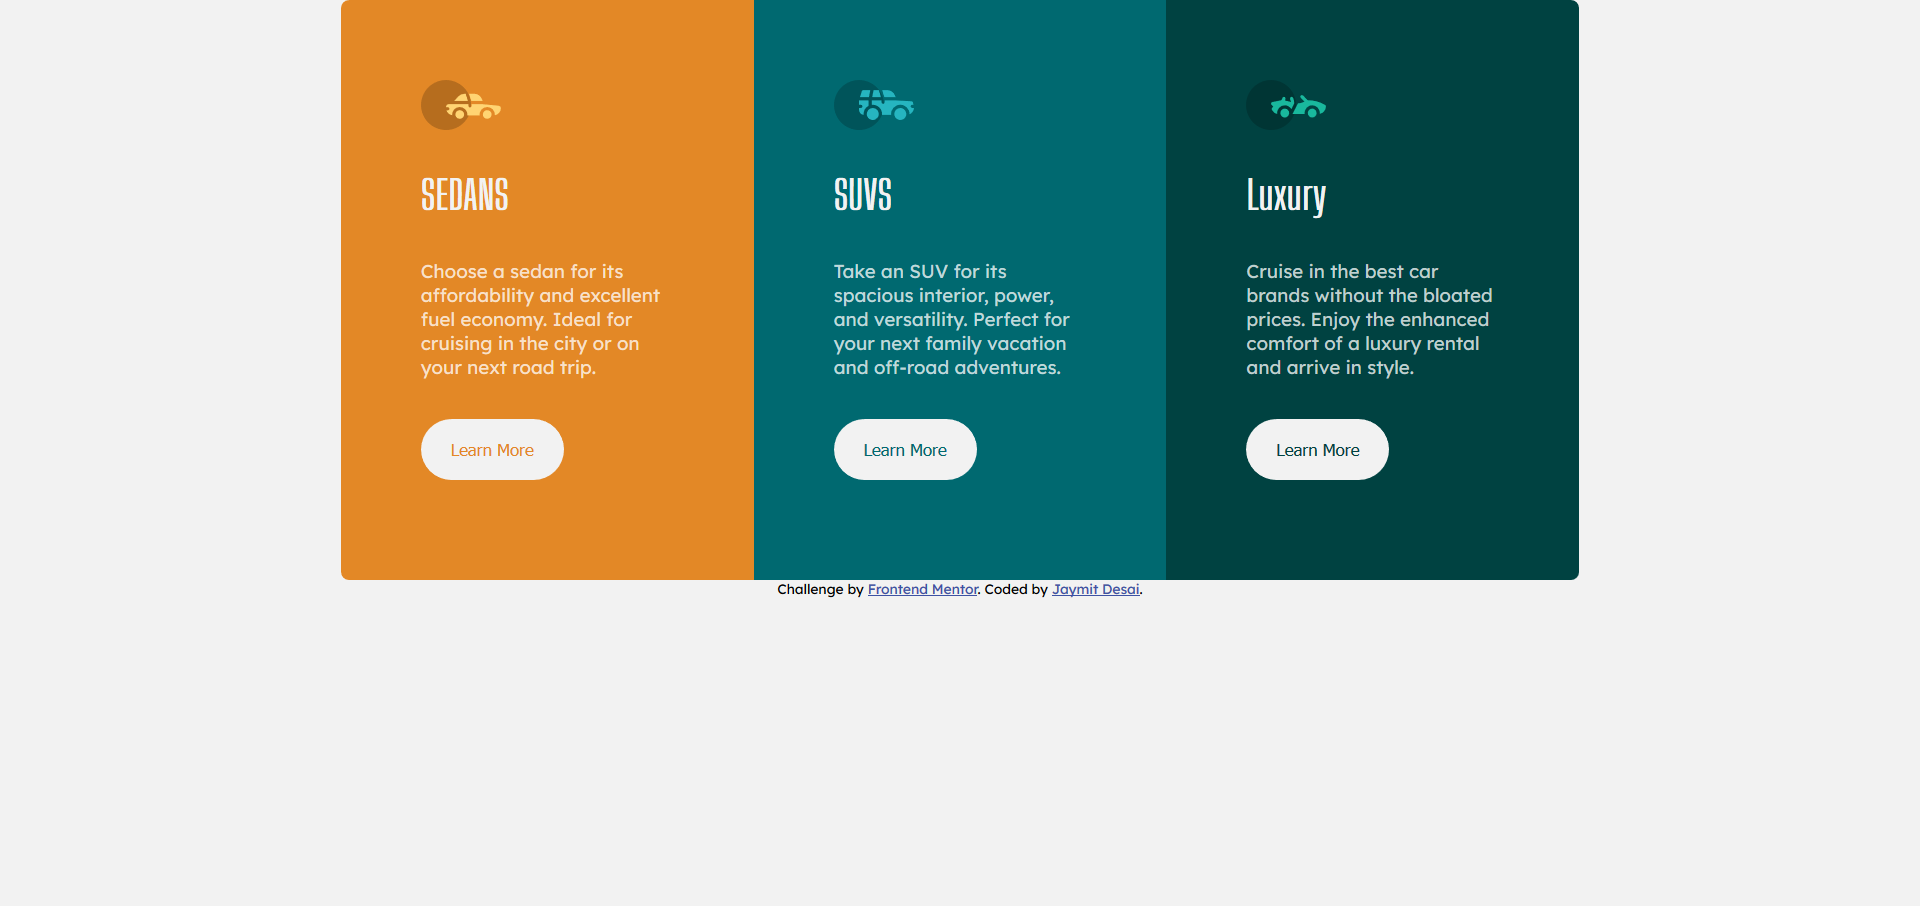 SEDANS
Choose a sedan for its
affordability and excellent
fuel economy. Ideal for
cruising in the city or on
your next road trip.
Learn More
SUVS
Take an SUV for its
spacious interior, power,
and versatility. Perfect for
your next family vacation
and off-road adventures.
Learn More
Luxury
Cruise in the best car
brands without the bloated
prices. Enjoy the enhanced
comfort of a luxury rental
and arrive in style.
Learn More
Challenge by Frontend Mentor. Coded by Jaymit Desai.